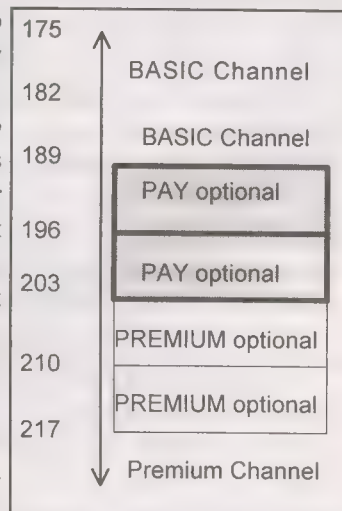 175
BASIC Channel
182
BASIC Channel
189
PAY optional
196
PAY optional
203
PREMIUM optional
210
PREMIUM optional
217
Premium Channel